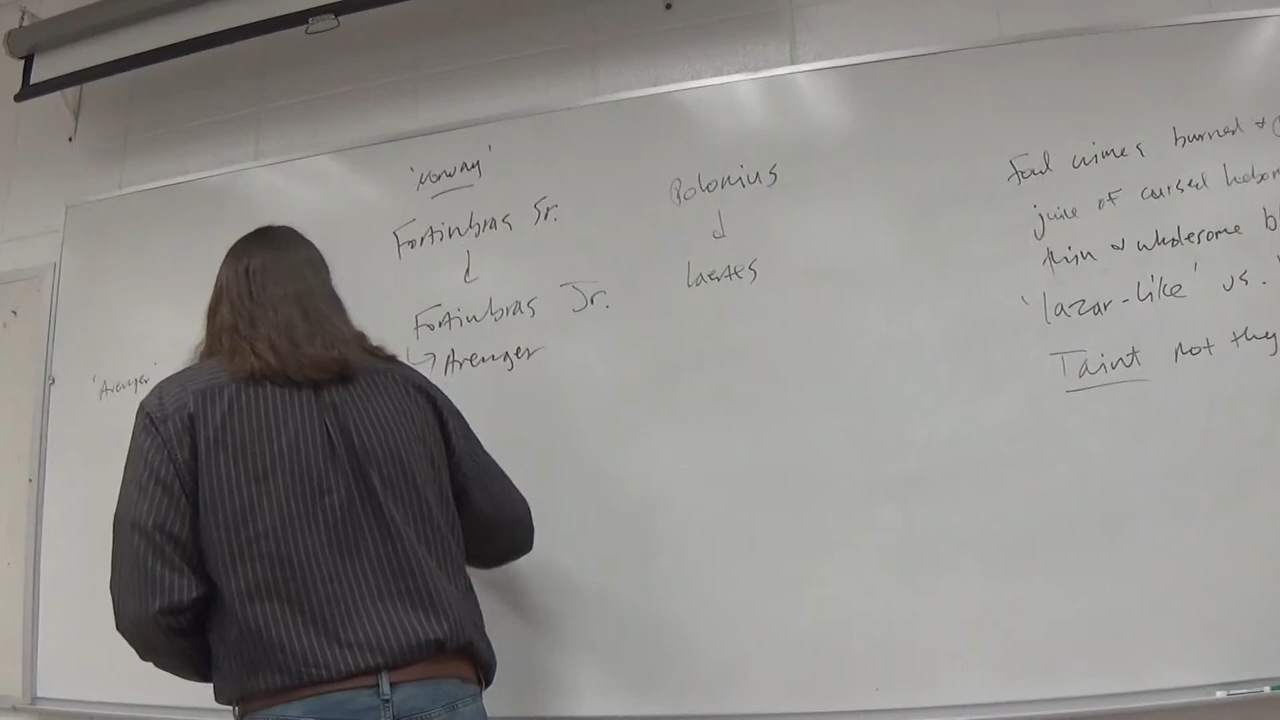 'Norway'
Fortinbras Sr.
↓
Fortinbras Jr.
↳ Avenger
'Avenger'
Polonius
↓
Laertes
foul crimes burned &
juice of cursed hebon
thin & wholesome b
'lazar-like' vs.
Taint not thy